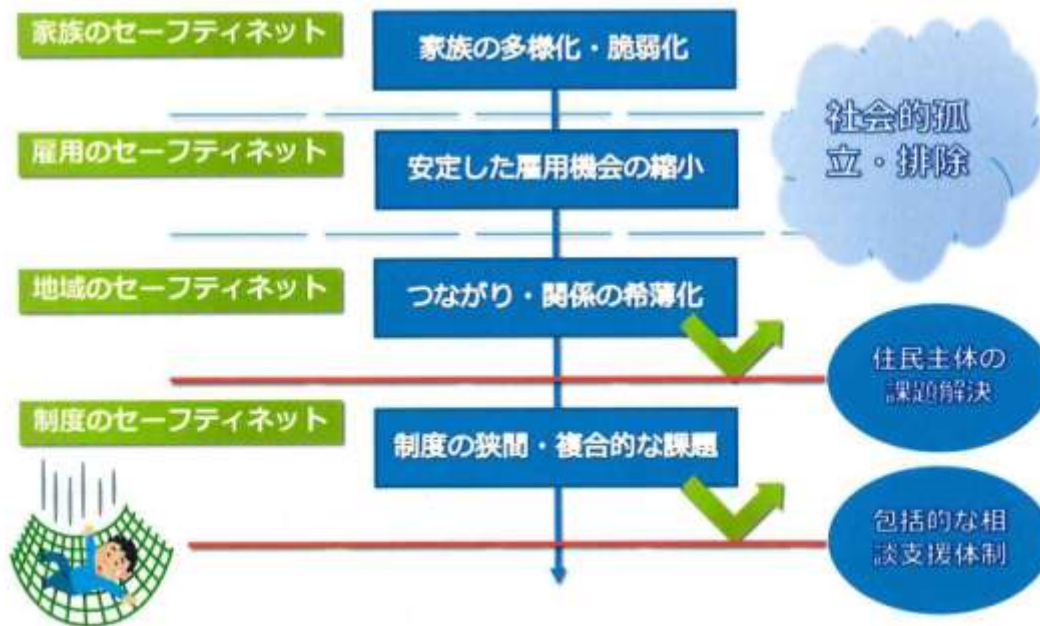 家族のセーフティネット
家族の多様化・脆弱化
社会的孤
立・排除
雇用のセーフティネット
安定した雇用機会の縮小
地域のセーフティネット
つながり・関係の希薄化
住民主体の
課題解決
制度のセーフティネット
制度の狭間・複合的な課題
包括的な相
談支援体制